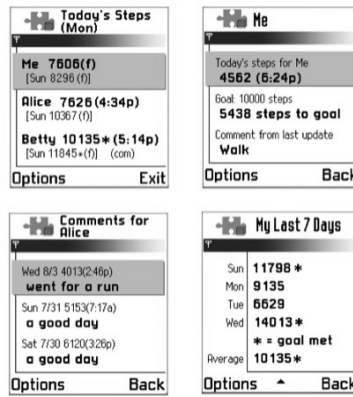 Today's Steps
(Mon)
Me 7606(f)
[Sun 8296(f)]
Alice 7626(4:34p)
[Sun 10367(f)]
Betty 10135*(5:14p)
[Sun 11845*(f)] (com)
Options Exit
Me
Today's steps for Me
4562 (6:24p)
Goal: 10000 steps
5438 steps to goal
Comment from last update
Walk
Options Back
Comments for
Alice
Wed 8/3 4013(2:46p)
went for a run
Sun 7/31 5153(7:17a)
a good day
Sat 7/30 6120(3:26p)
a good day
Options Back
My Last 7 Days
Sun 11798 *
Mon 9135
Tue 6629
Wed 14013 *
* = goal met
Average 10135*
Options Back